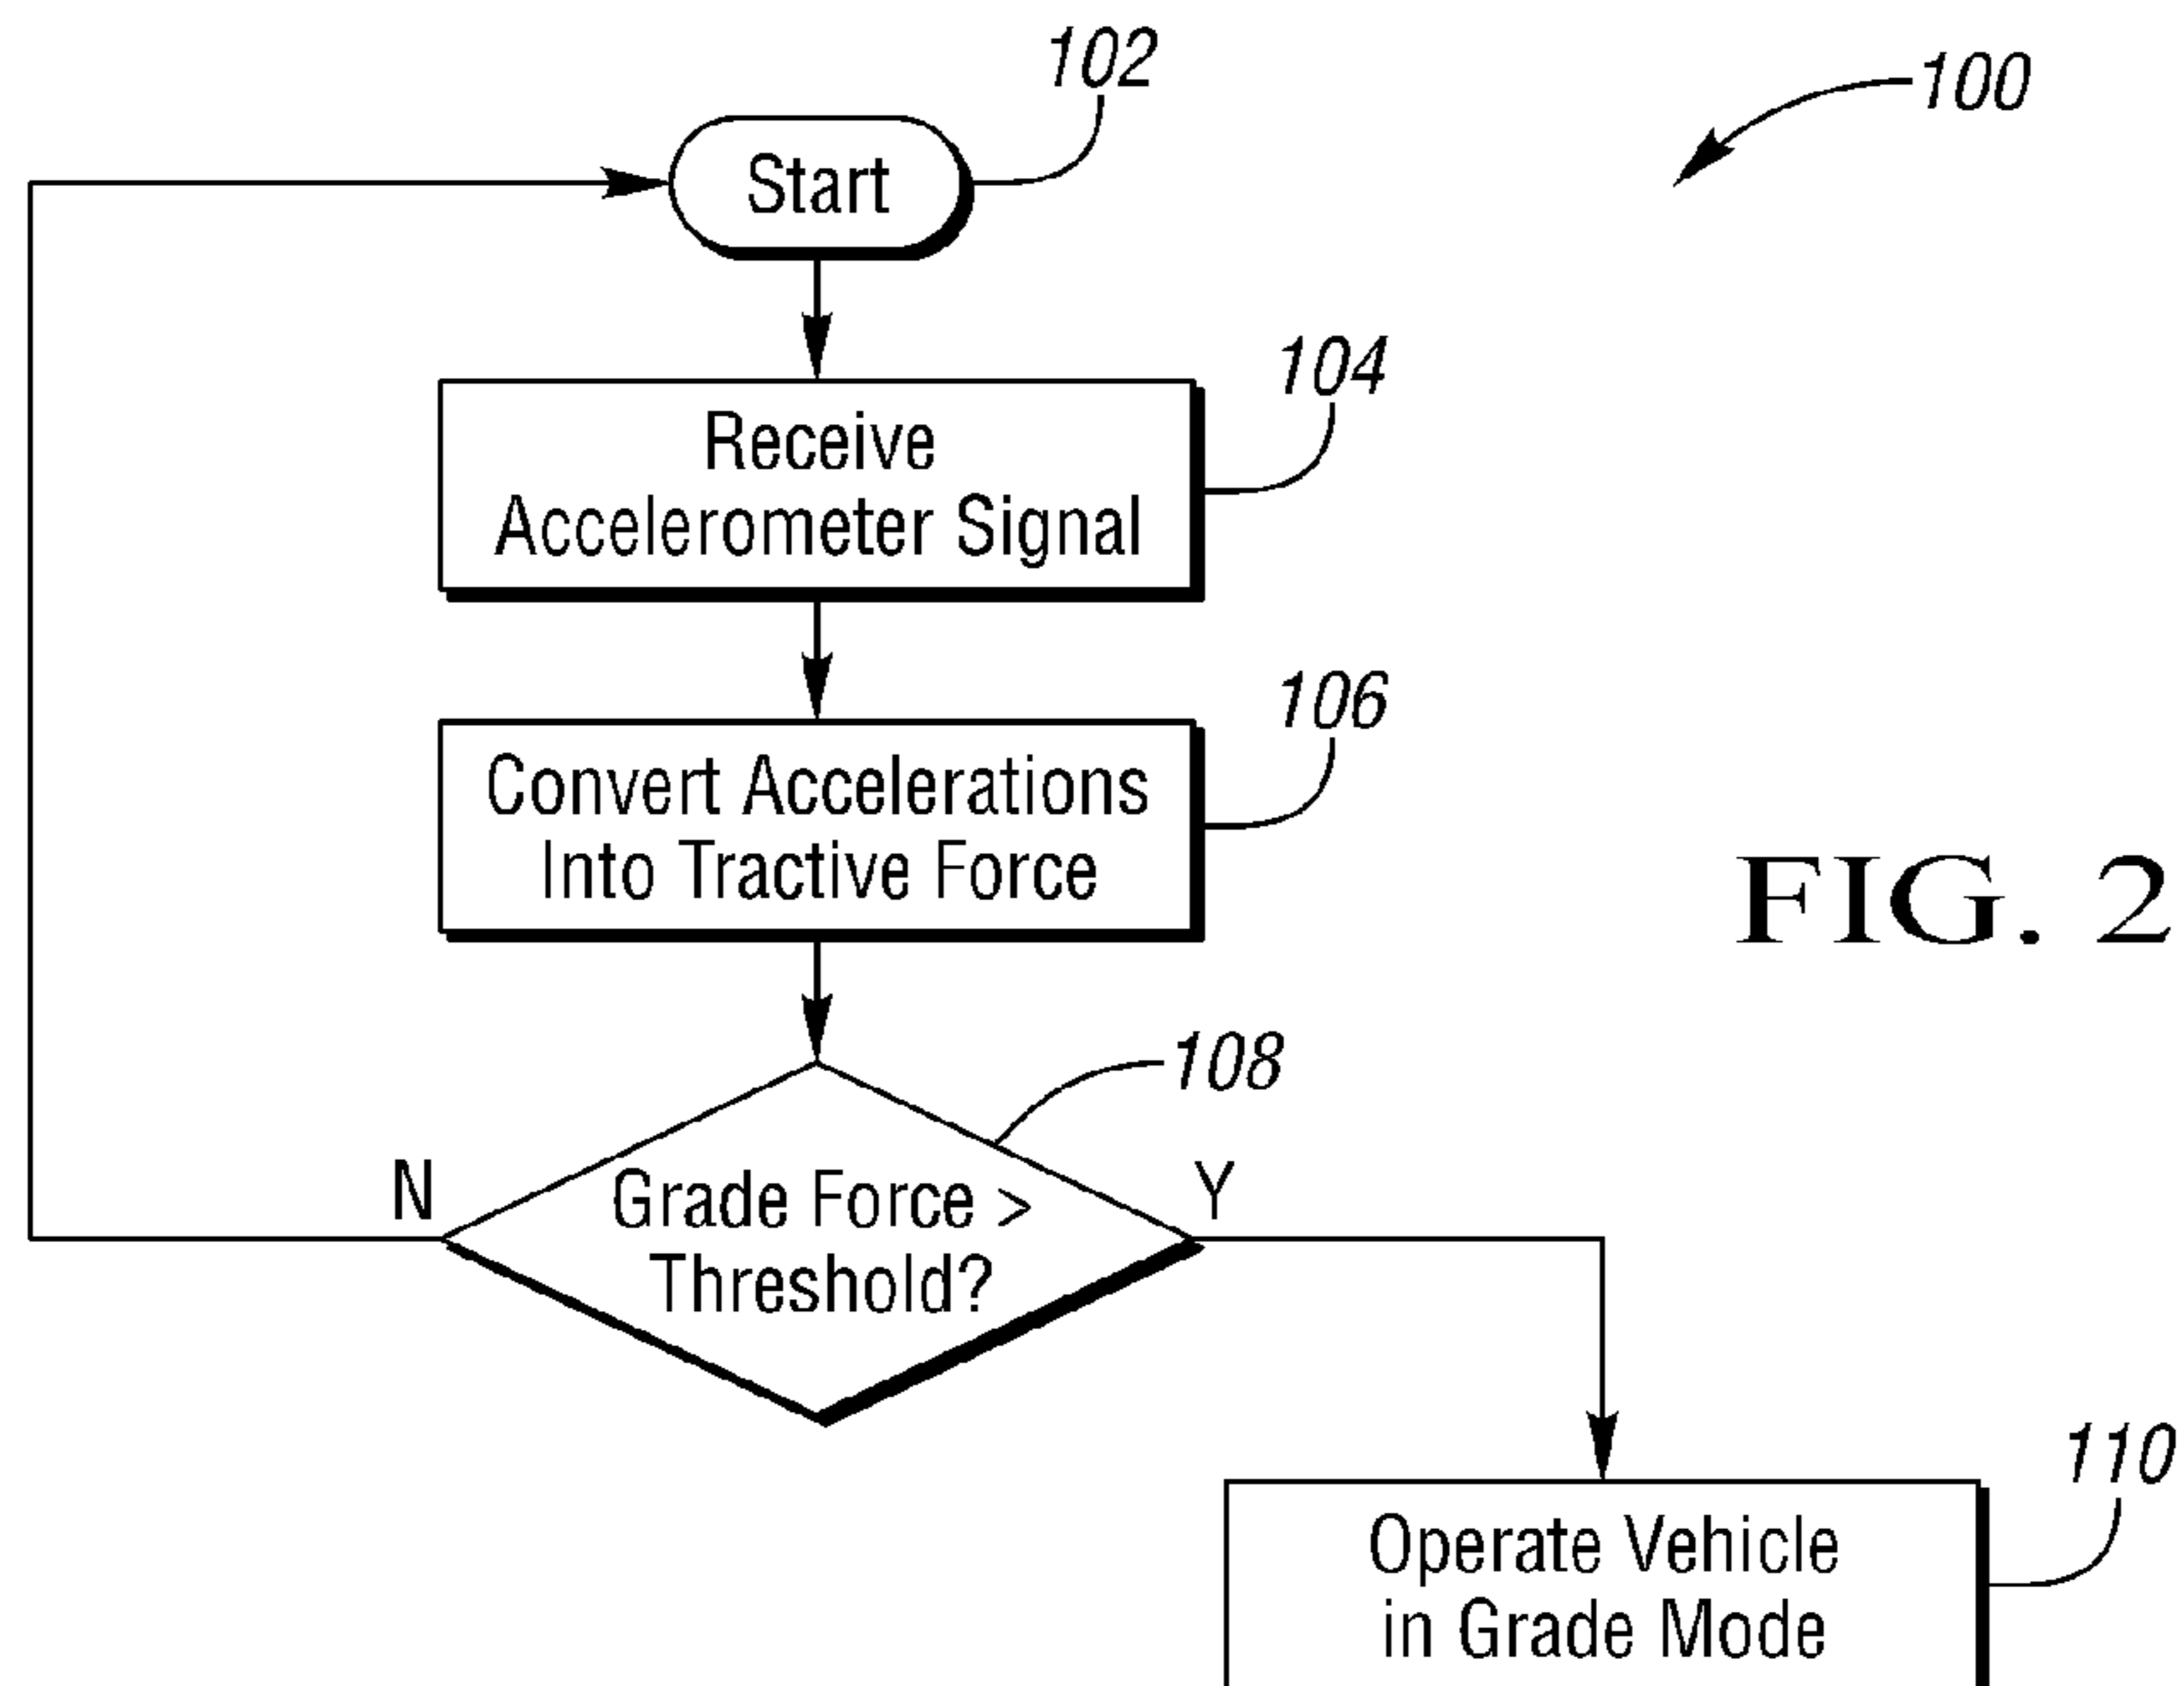 102
100
Start
104
Receive
Accelerometer Signal
106
Convert Accelerations
Into Tractive Force
FIG. 2
108
N
Y
Grade Force >
Threshold?
110
Operate Vehicle
in Grade Mode